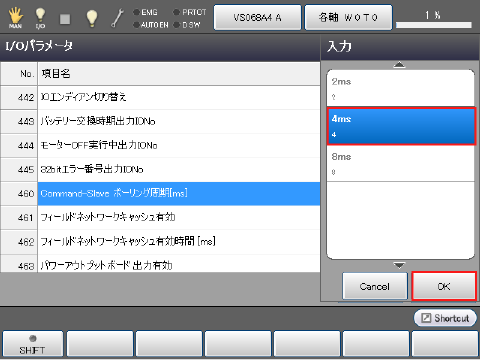 MAN
I/O
EMG
AUTO EN
PRTCT
D SW
VS068A4 A
各軸 W0T0
1 %
I/Oパラメータ
入力
No.
項目名
442
IOエンディアン切り替え
443
バッテリー交換時期出力IONo
444
モーターOFF実行中出力IONo
445
32bitエラー番号出力IONo
460
Command-Slave ポーリング周期[ms]
461
フィールドネットワークキャッシュ有効
462
フィールドネットワークキャッシュ有効時間 [ms]
463
パワーアウトプットボード出力有効
2ms
2
4ms
4
8ms
8
Cancel
OK
Shortcut
SHIFT